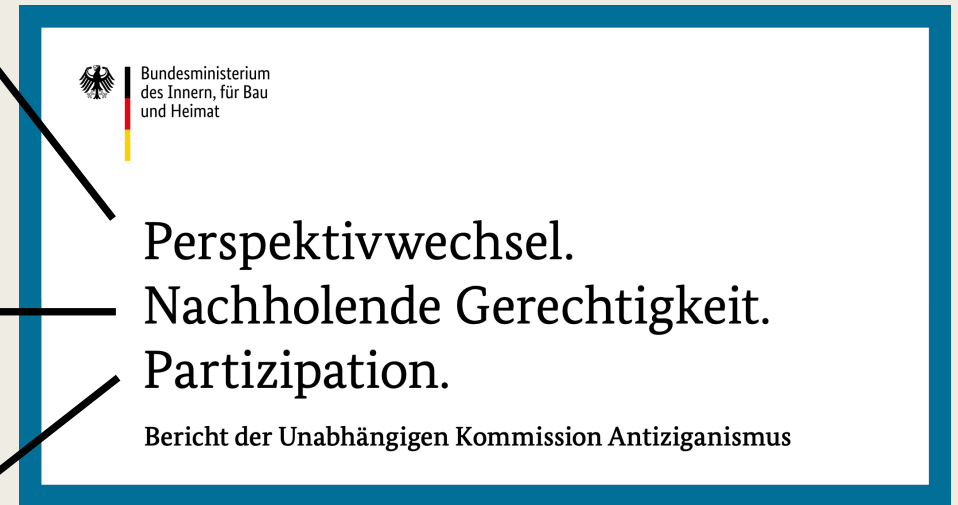 Bundesministerium
des Innern, für Bau
und Heimat
Perspektivwechsel.
Nachholende Gerechtigkeit.
Partizipation.
Bericht der Unabhängigen Kommission Antiziganismus